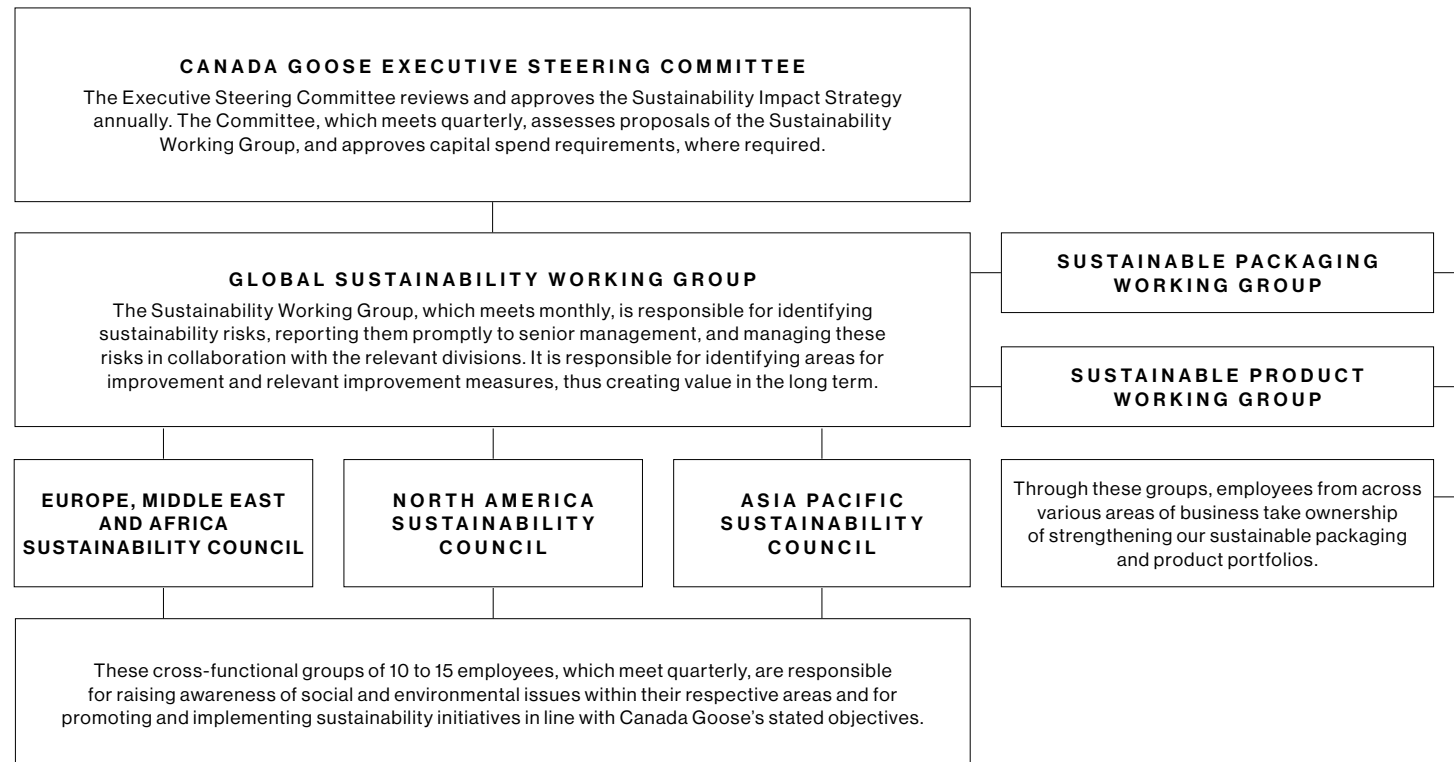 CANADA GOOSE EXECUTIVE STEERING COMMITTEE
The Executive Steering Committee reviews and approves the Sustainability Impact Strategy
annually. The Committee, which meets quarterly, assesses proposals of the Sustainability
Working Group, and approves capital spend requirements, where required.
GLOBAL SUSTAINABILITY WORKING GROUP
The Sustainability Working Group, which meets monthly, is responsible for identifying
sustainability risks, reporting them promptly to senior management, and managing these
risks in collaboration with the relevant divisions. It is responsible for identifying areas for
improvement and relevant improvement measures, thus creating value in the long term.
SUSTAINABLE PACKAGING
WORKING GROUP
SUSTAINABLE PRODUCT
WORKING GROUP
EUROPE, MIDDLE EAST
AND AFRICA
SUSTAINABILITY COUNCIL
NORTH AMERICA
SUSTAINABILITY
COUNCIL
ASIA PACIFIC
SUSTAINABILITY
COUNCIL
Through these groups, employees from across
various areas of business take ownership
of strengthening our sustainable packaging
and product portfolios.
These cross-functional groups of 10 to 15 employees, which meet quarterly, are responsible
for raising awareness of social and environmental issues within their respective areas and for
promoting and implementing sustainability initiatives in line with Canada Goose’s stated objectives.